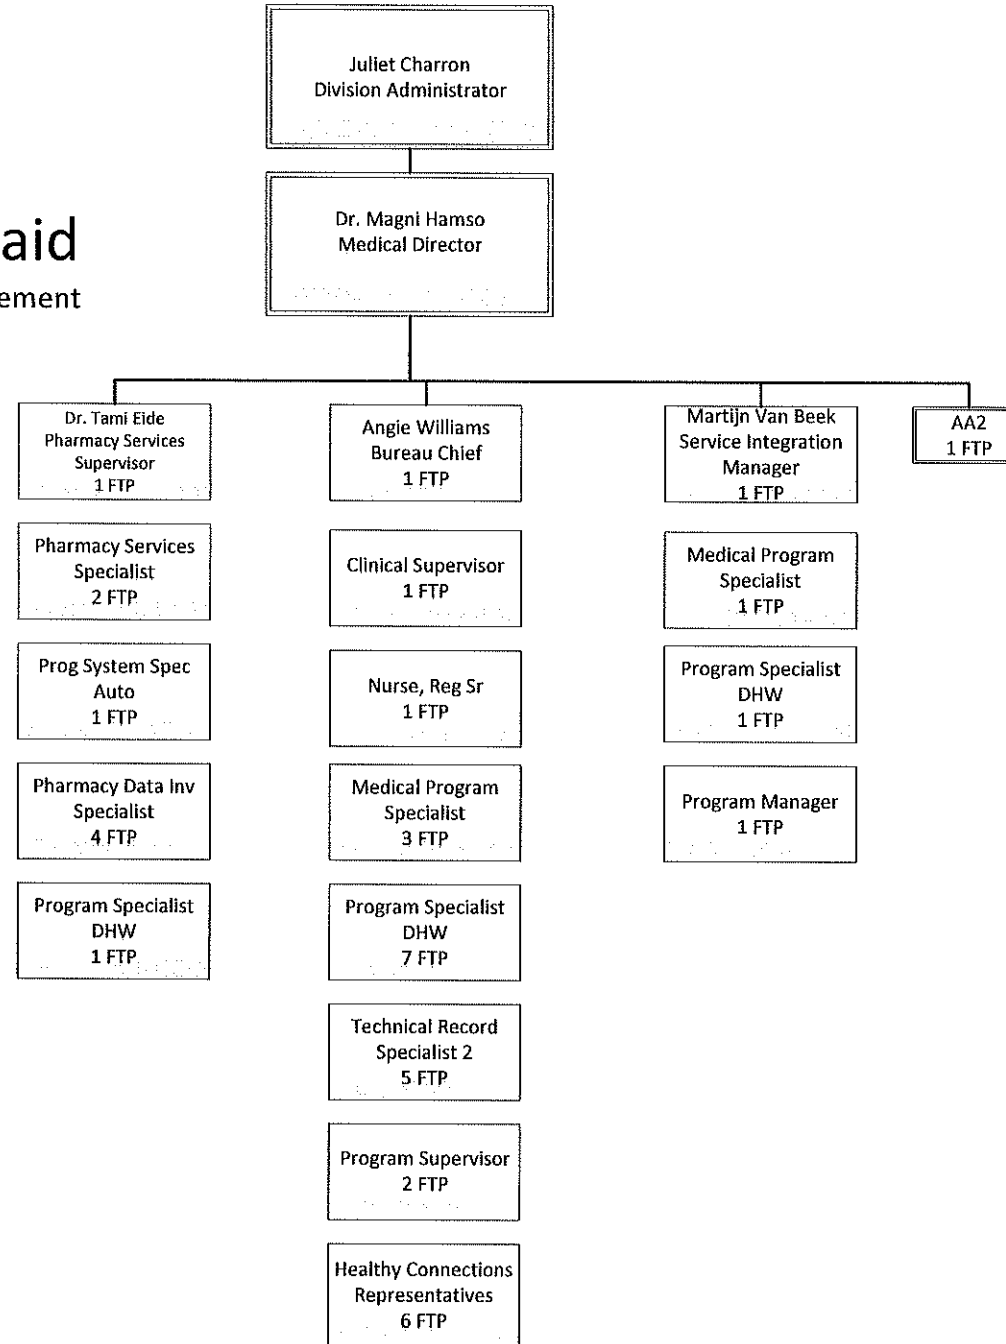 Juliet Charron
Division Administrator
Dr. Magni Hamso
Medical Director
aid
ement
Dr. Tami Eide
Pharmacy Services
Supervisor
1 FTP
Pharmacy Services
Specialist
2 FTP
Prog System Spec
Auto
1 FTP
Pharmacy Data Inv
Specialist
4 FTP
Program Specialist
DHW
1 FTP
Angie Williams
Bureau Chief
1 FTP
Clinical Supervisor
1 FTP
Nurse, Reg Sr
1 FTP
Medical Program
Specialist
3 FTP
Program Specialist
DHW
7 FTP
Technical Record
Specialist 2
5 FTP
Program Supervisor
2 FTP
Healthy Connections
Representatives
6 FTP
Martijn Van Beek
Service Integration
Manager
1 FTP
Medical Program
Specialist
1 FTP
Program Specialist
DHW
1 FTP
Program Manager
1 FTP
AA2
1 FTP